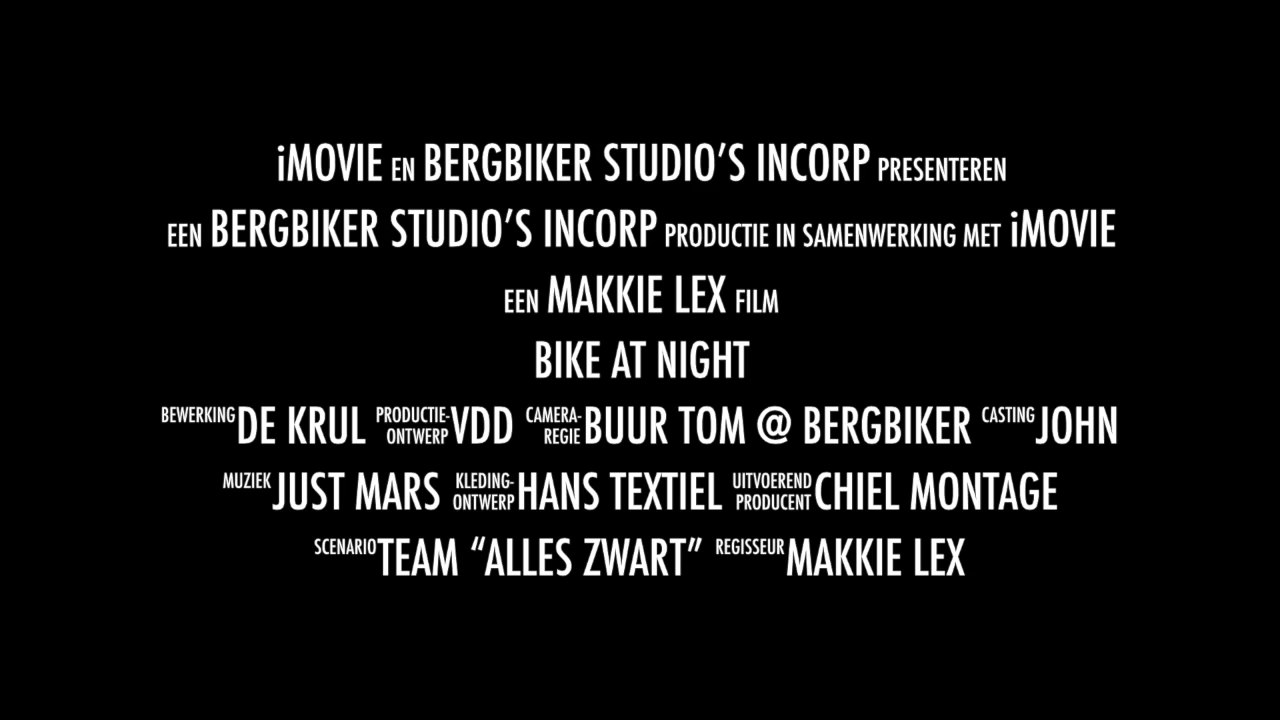 iMOVIE EN BERGBIKER STUDIO'S INCORP PRESENTEREN
EEN BERGBIKER STUDIO'S INCORP PRODUCTIE IN SAMENWERKING MET iMOVIE
EEN MAKKIE LEX FILM
BIKE AT NIGHT
BEWERKING DE KRUL PRODUCTIE-ONTWERP VDD CAMERA-REGIE BUUR TOM @ BERGBIKER CASTING JOHN
MUZIEK JUST MARS KLEDING-ONTWERP HANS TEXTIEL UITVOEREND PRODUCENT CHIEL MONTAGE
SCENARIO TEAM “ALLES ZWART” REGISSEUR MAKKIE LEX